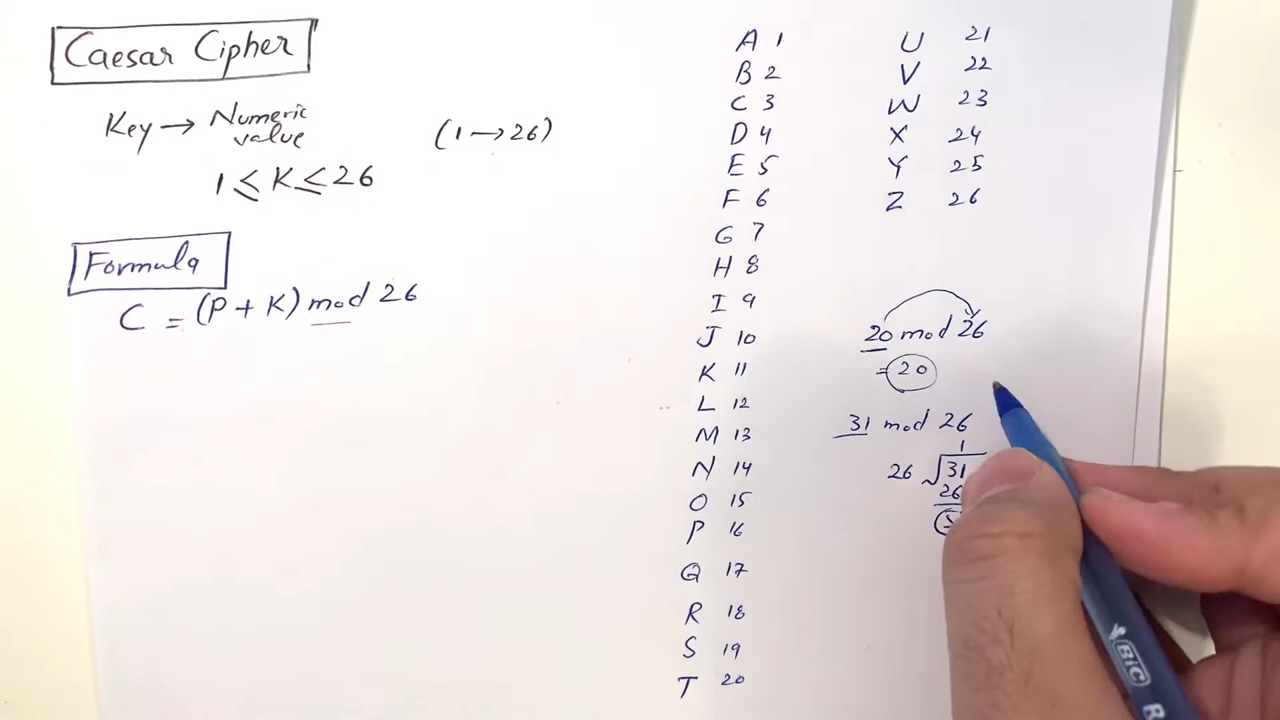 Caesar Cipher
Key → Numeric value
(1 → 26)
1 ≤ K ≤ 26
Formula
C = (P + K) mod 26
A 1
B 2
C 3
D 4
E 5
F 6
G 7
H 8
I 9
J 10
K 11
L 12
M 13
N 14
O 15
P 16
Q 17
R 18
S 19
T 20
U 21
V 22
W 23
X 24
Y 25
Z 26
20 mod 26
= 20
31 mod 26
1
26 √31
26
5
BiC